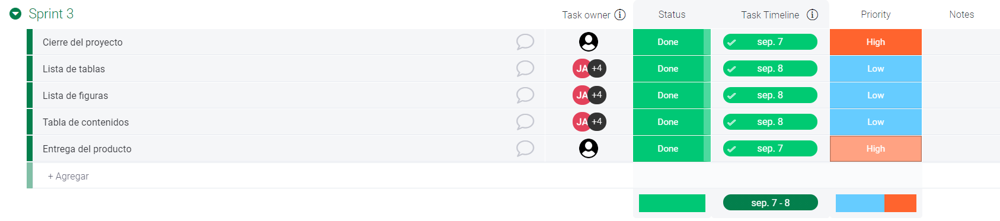 Sprint 3
Task owner Status Task Timeline Priority Notes
Cierre del proyecto Done sep. 7 High
Lista de tablas JA +4 Done sep. 8 Low
Lista de figuras JA +4 Done sep. 8 Low
Tabla de contenidos JA +4 Done sep. 8 Low
Entrega del producto Done sep. 7 High
+ Agregar
sep. 7 - 8